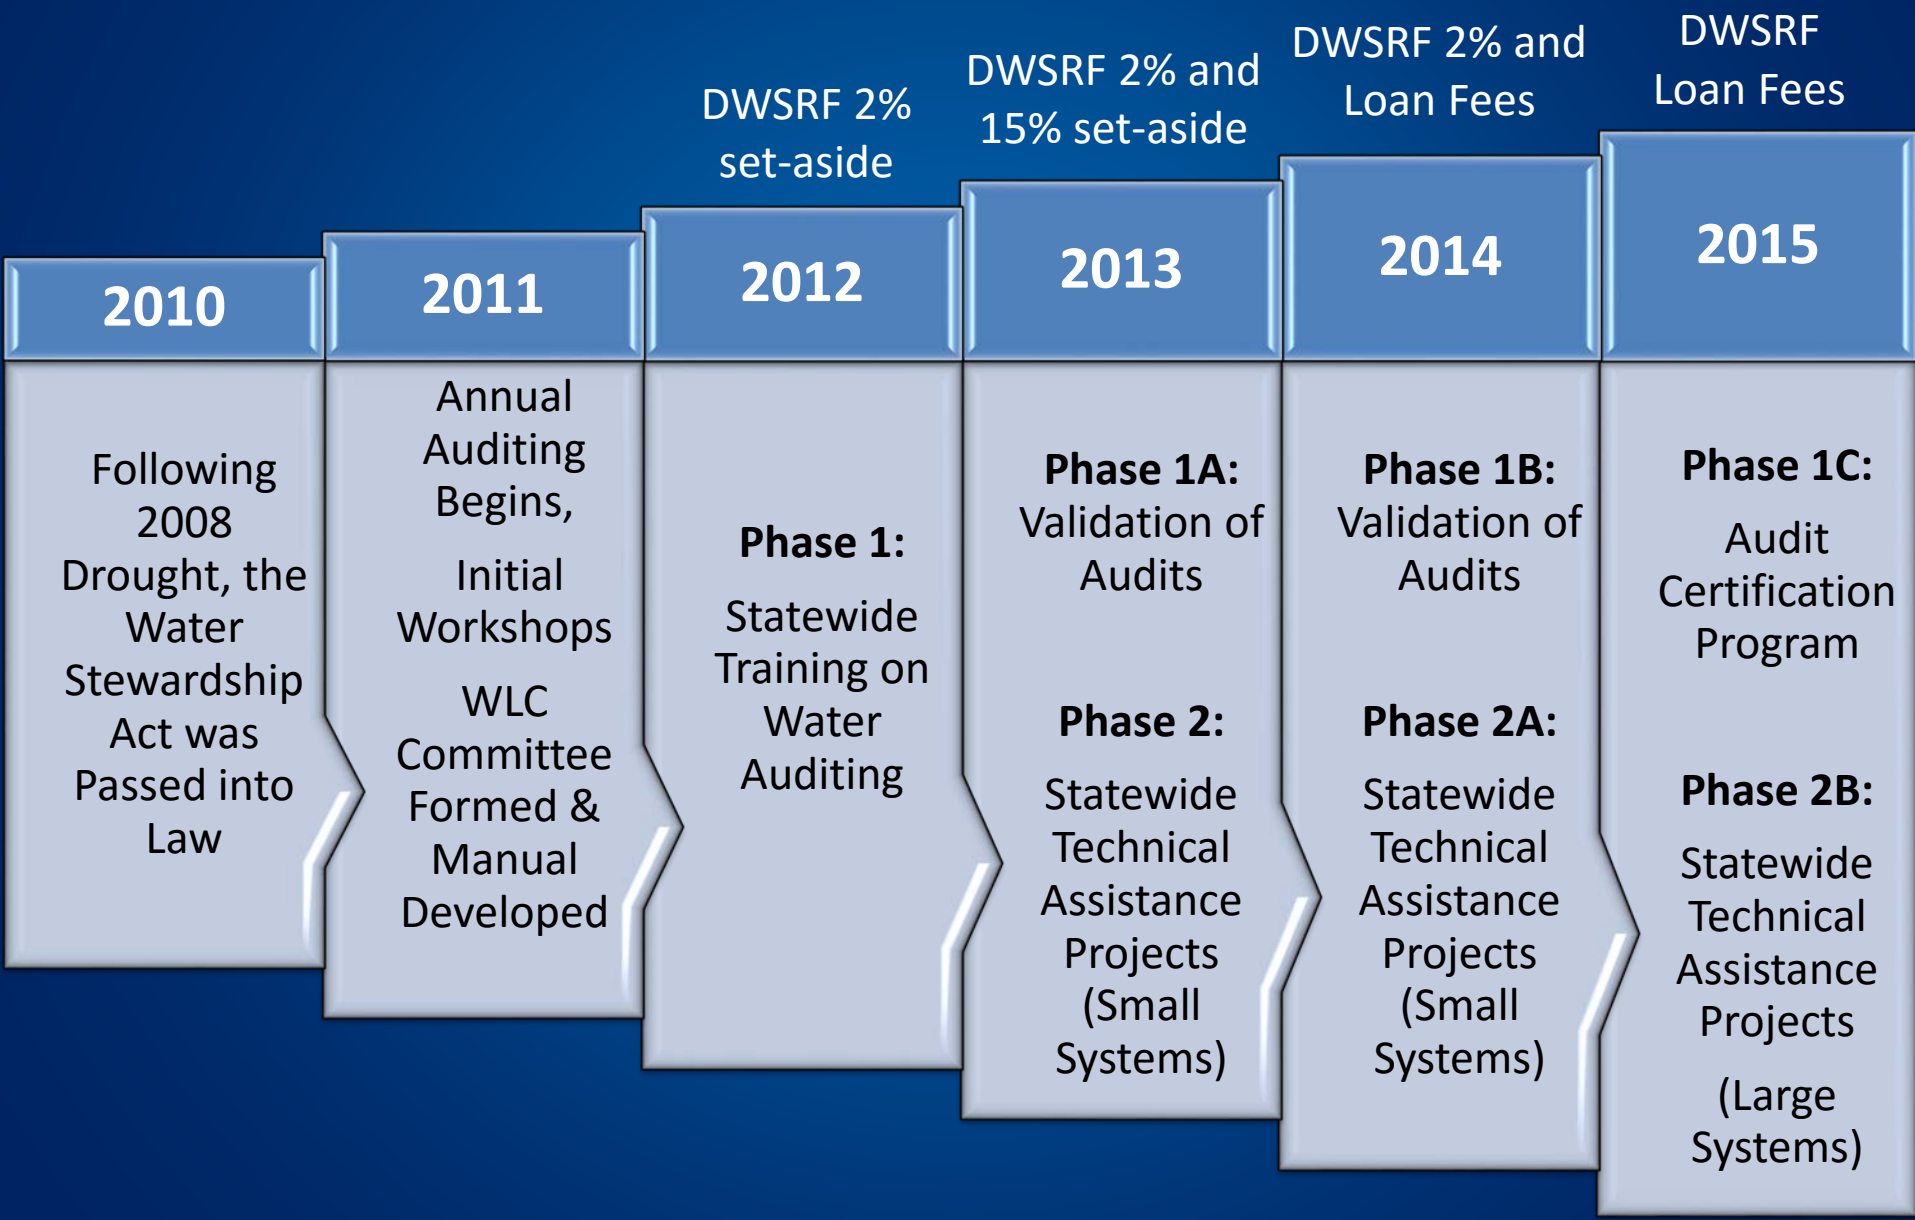 DWSRF 2%
set-aside
DWSRF 2% and
15% set-aside
DWSRF 2% and
Loan Fees
DWSRF
Loan Fees
2010
Following
2008
Drought, the
Water
Stewardship
Act was
Passed into
Law
2011
Annual
Auditing
Begins,
Initial
Workshops
WLC
Committee
Formed &
Manual
Developed
2012
Phase 1:
Statewide
Training on
Water
Auditing
2013
Phase 1A:
Validation of
Audits
Phase 2:
Statewide
Technical
Assistance
Projects
(Small
Systems)
2014
Phase 1B:
Validation of
Audits
Phase 2A:
Statewide
Technical
Assistance
Projects
(Small
Systems)
2015
Phase 1C:
Audit
Certification
Program
Phase 2B:
Statewide
Technical
Assistance
Projects
(Large
Systems)